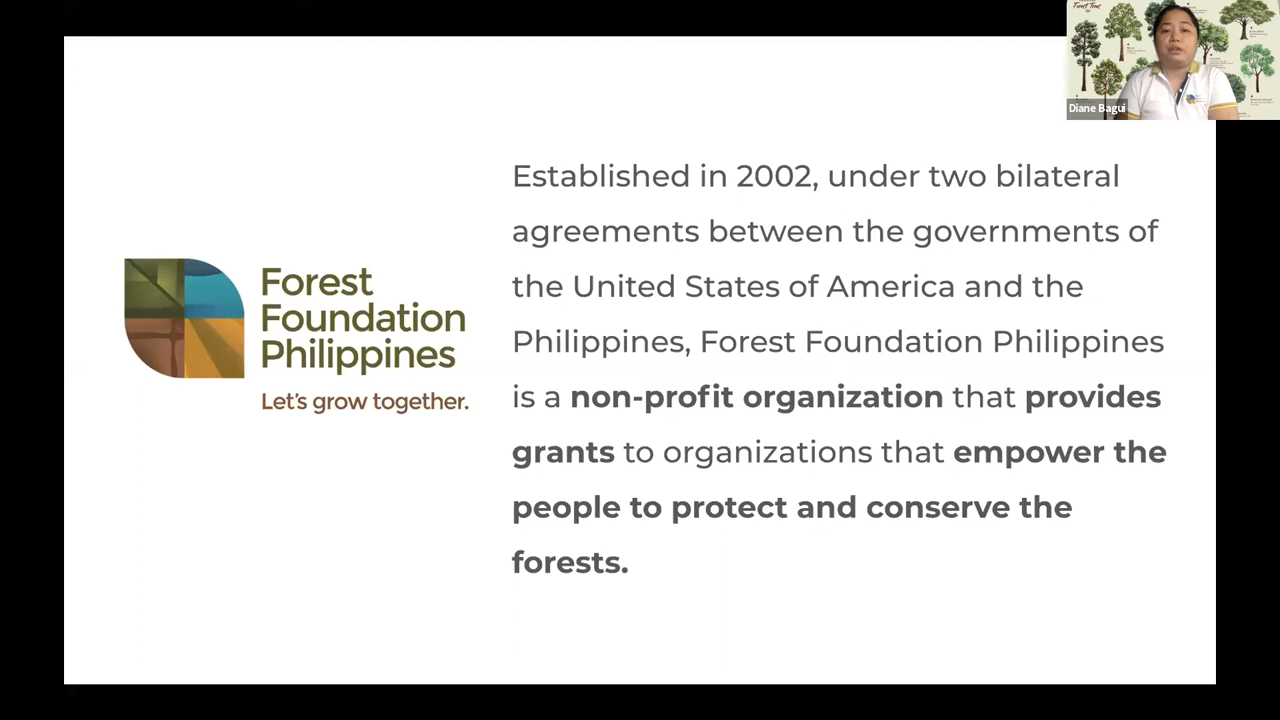 Forest Tree
Diane Bagui
Established in 2002, under two bilateral
agreements between the governments of
the United States of America and the
Philippines, Forest Foundation Philippines
is a non-profit organization that provides
grants to organizations that empower the
people to protect and conserve the
forests.
Forest
Foundation
Philippines
Let's grow together.